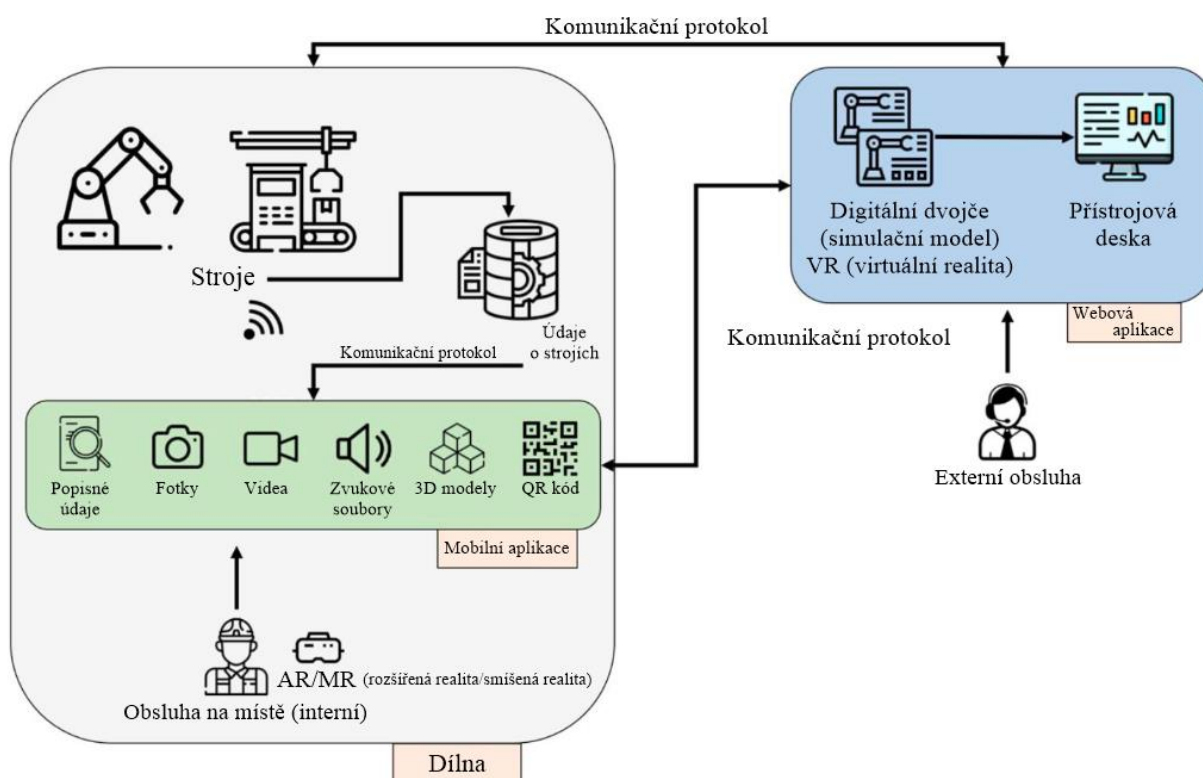 Komunikační protokol
Stroje
Údaje
o strojích
Komunikační protokol
Popisné
údaje
Fotky
Videa
Zvukové
soubory
3D modely
QR kód
Mobilní aplikace
AR/MR (rozšířená realita/smíšená realita)
Obsluha na místě (interní)
Dílna
Digitální dvojče
(simulační model)
VR (virtuální realita)
Přístrojová
deska
Webová
aplikace
Komunikační protokol
Externí obsluha